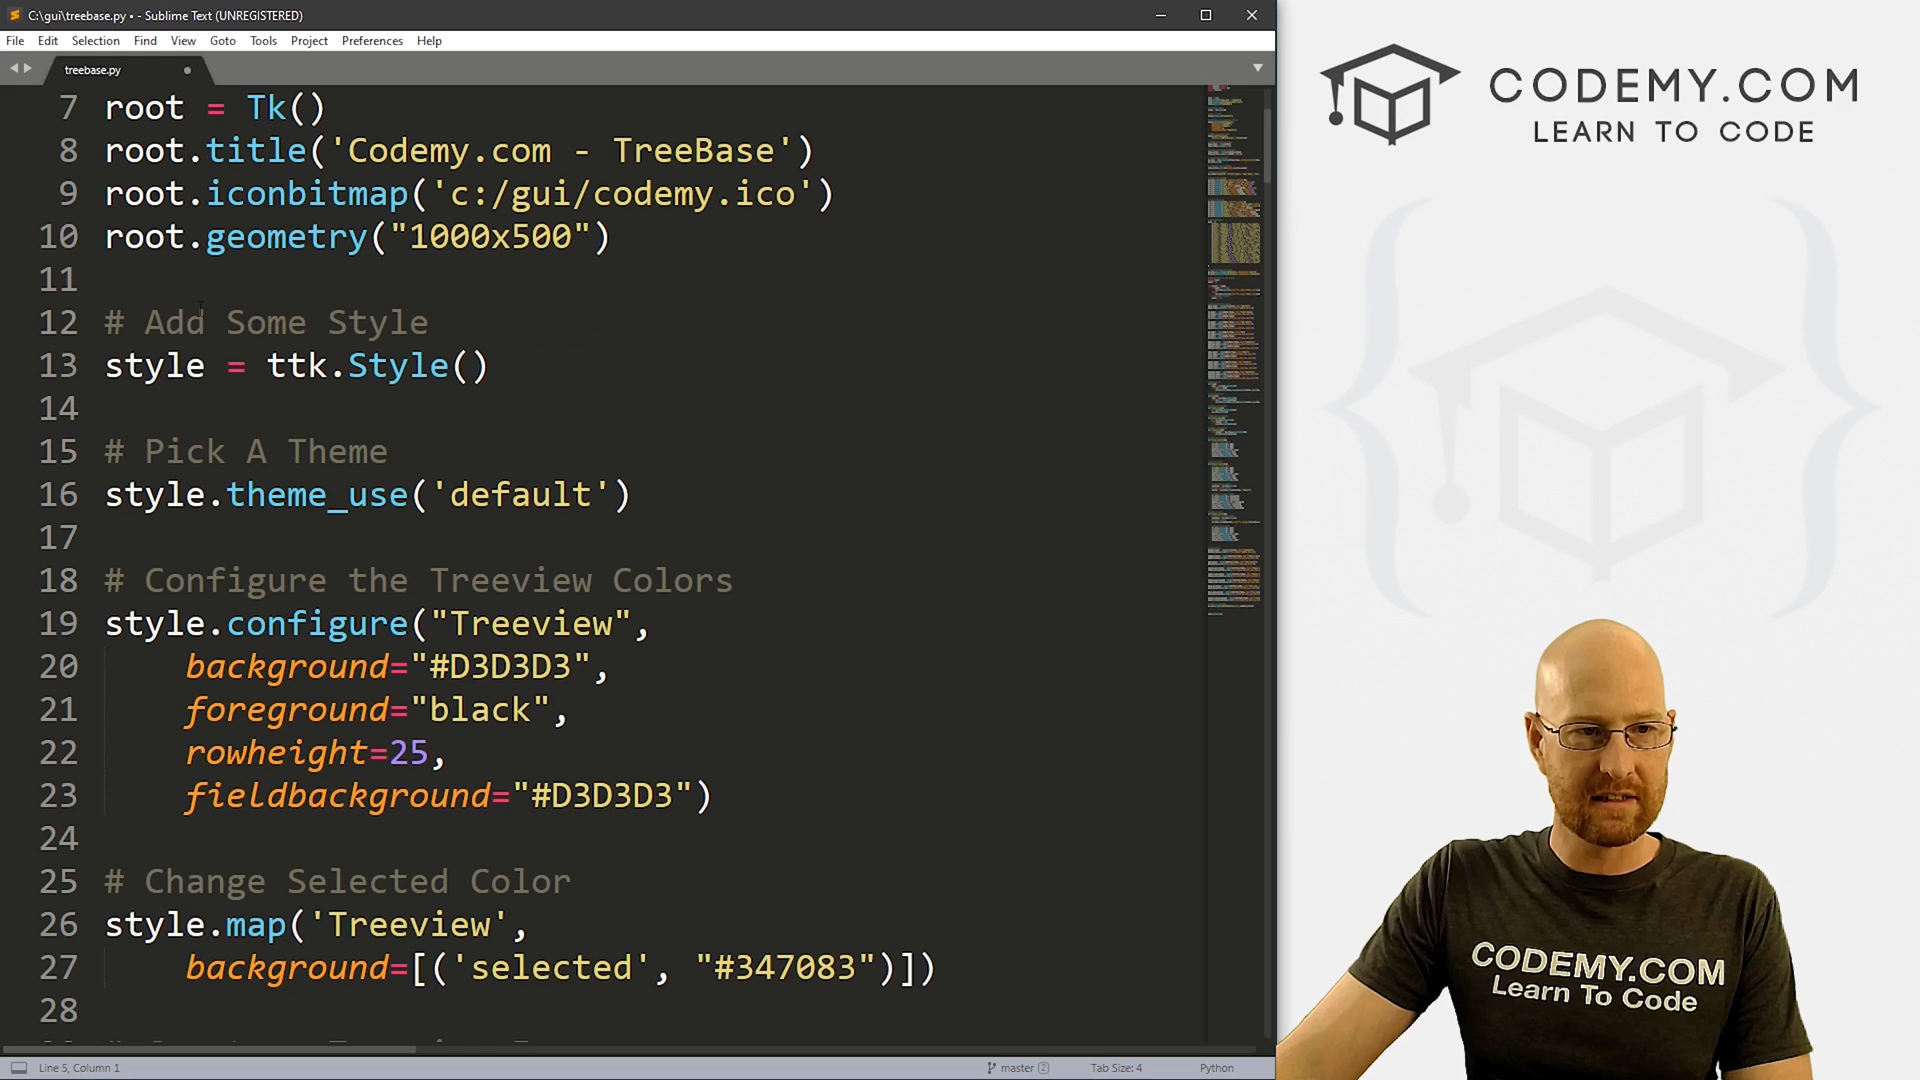 C:\gui\treebase.py • - Sublime Text (UNREGISTERED)
File Edit Selection Find View Goto Tools Project Preferences Help
treebase.py
7 root = Tk()
8 root.title('Codemy.com - TreeBase')
9 root.iconbitmap('c:/gui/codemy.ico')
10 root.geometry("1000x500")
11
12 # Add Some Style
13 style = ttk.Style()
14
15 # Pick A Theme
16 style.theme_use('default')
17
18 # Configure the Treeview Colors
19 style.configure("Treeview",
20 background="#D3D3D3",
21 foreground="black",
22 rowheight=25,
23 fieldbackground="#D3D3D3")
24
25 # Change Selected Color
26 style.map('Treeview',
27 background=[('selected', "#347083")])
28
Line 5, Column 1
master 2
Tab Size: 4
Python
CODEMY.COM
LEARN TO CODE
CODEMY.COM
Learn To Code